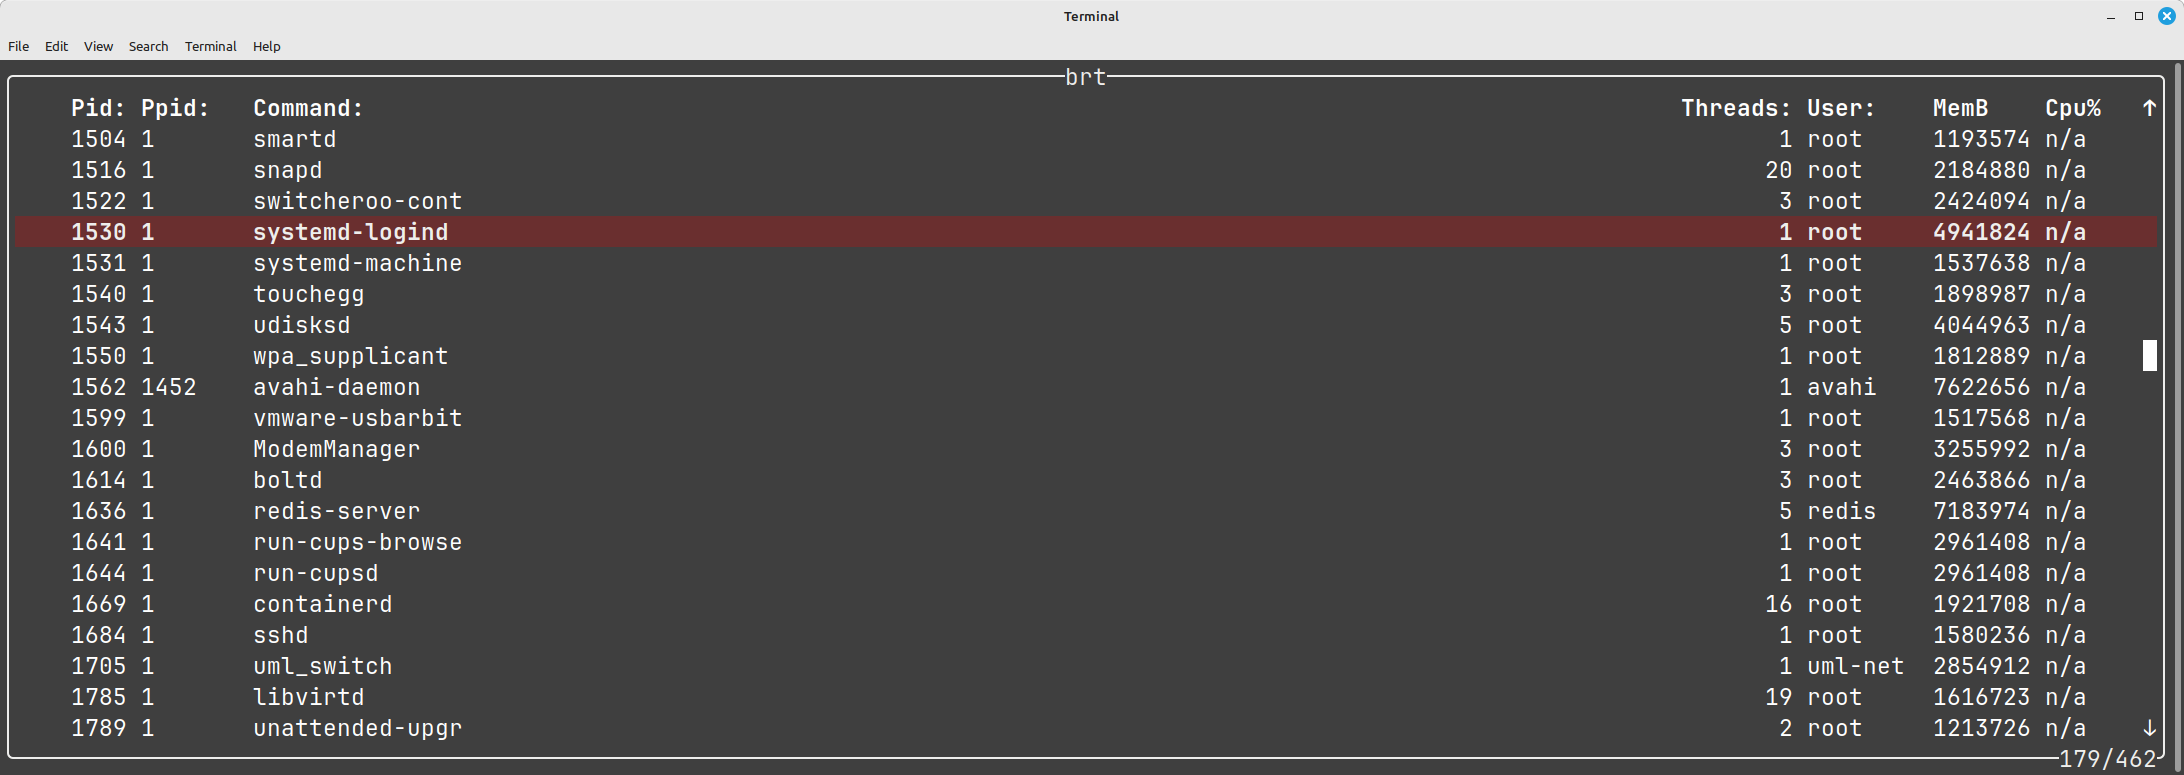 Terminal
File Edit View Search Terminal Help
brt
Pid: Ppid: Command: Threads: User: MemB Cpu% ↑
1504 1 smartd 1 root 1193574 n/a
1516 1 snapd 20 root 2184880 n/a
1522 1 switcheroo-cont 3 root 2424094 n/a
1530 1 systemd-logind 1 root 4941824 n/a
1531 1 systemd-machine 1 root 1537638 n/a
1540 1 touchegg 3 root 1898987 n/a
1543 1 udisksd 5 root 4044963 n/a
1550 1 wpa_supplicant 1 root 1812889 n/a
1562 1452 avahi-daemon 1 avahi 7622656 n/a
1599 1 vmware-usbarbit 1 root 1517568 n/a
1600 1 ModemManager 3 root 3255992 n/a
1614 1 boltd 3 root 2463866 n/a
1636 1 redis-server 5 redis 7183974 n/a
1641 1 run-cups-browse 1 root 2961408 n/a
1644 1 run-cupsd 1 root 2961408 n/a
1669 1 containerd 16 root 1921708 n/a
1684 1 sshd 1 root 1580236 n/a
1705 1 uml_switch 1 uml-net 2854912 n/a
1785 1 libvirtd 19 root 1616723 n/a
1789 1 unattended-upgr 2 root 1213726 n/a ↓
179/462